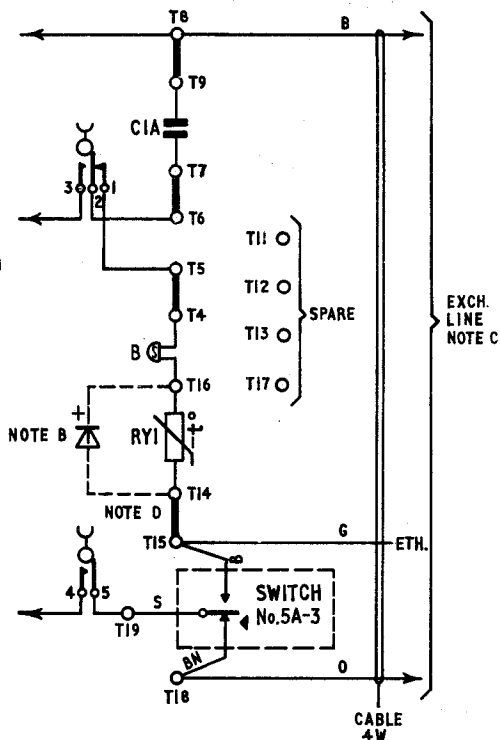 T8
B
T9
C1A
T7
3 2 1
T6
T11
T5
T12
SPARE
EXCH.
LINE
NOTE C
T4
T13
B
T16
T17
+
NOTE B
RY1
t°
T14
NOTE D
T15
G
ETH.
B
4 5
S
SWITCH
No.5A-3
T19
BN
O
T18
CABLE
4W